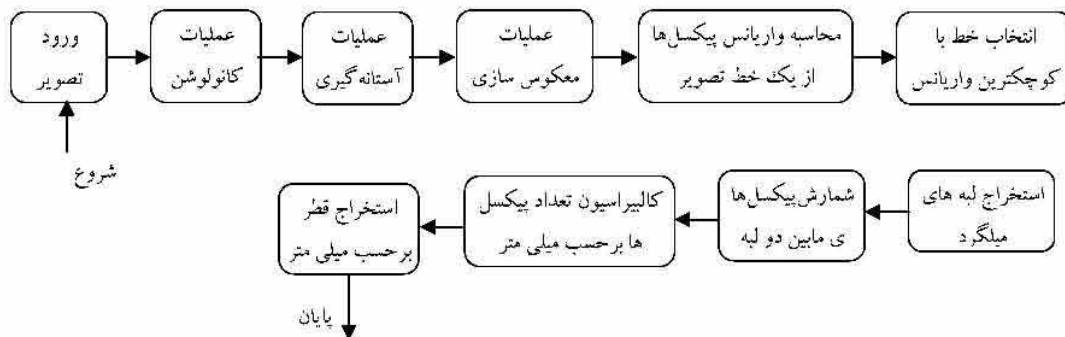 ورود
تصویر
عملیات
کانولوشن
عملیات
آستانه‌گیری
عملیات
معکوس سازی
محاسبه واریانس پیکسل‌ها
از یک خط تصویر
انتخاب خط با
کوچکترین واریانس
شروع
استخراج لبه های
میلگرد
شمارش‌پیکسل‌ها
ی مابین دو لبه
کالبیراسیون تعداد پیکسل
ها برحسب میلی متر
استخراج قطر
برحسب میلی متر
پایان